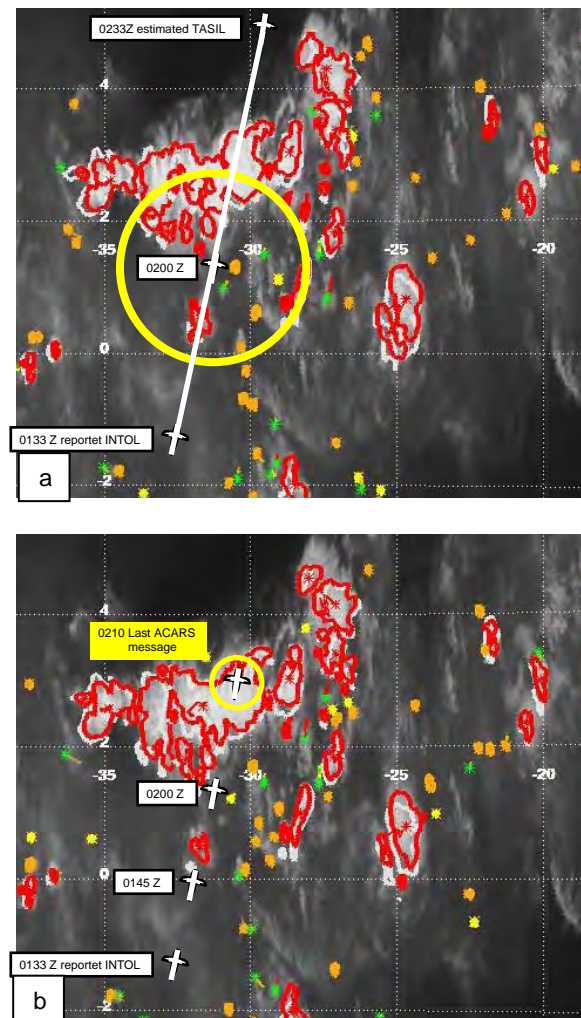 0233Z estimated TASIL
4
2
-35
-30
-25
-20
0200 Z
0
0133 Z reportet INTOL
-2
a
4
0210 Last ACARS
message
2
-35
-30
-25
-20
0200 Z
0145 Z
0
0133 Z reportet INTOL
2
b